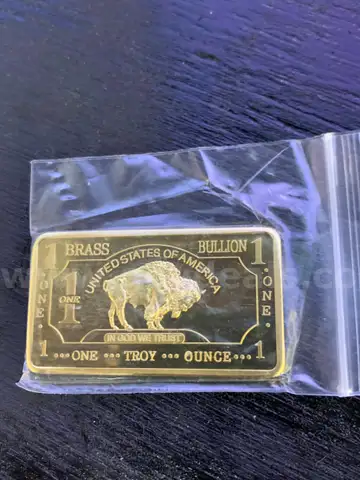 1 BRASS BULLION 1
UNITED STATES OF AMERICA
ONE
1
ONE
ONE
IN GOD WE TRUST
1 ··· ONE ··· TROY ··· OUNCE ··· 1